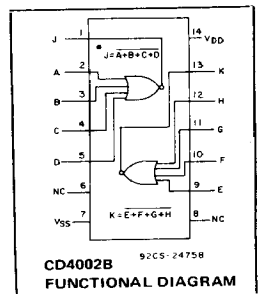 J 1
14 VDD
J=A+B+C+D
A 2
13 K
B 3
12 H
C 4
11 G
D 5
10 F
NC 6
9 E
VSS 7
K=E+F+G+H
8 NC
92CS-24758
CD4002B
FUNCTIONAL DIAGRAM